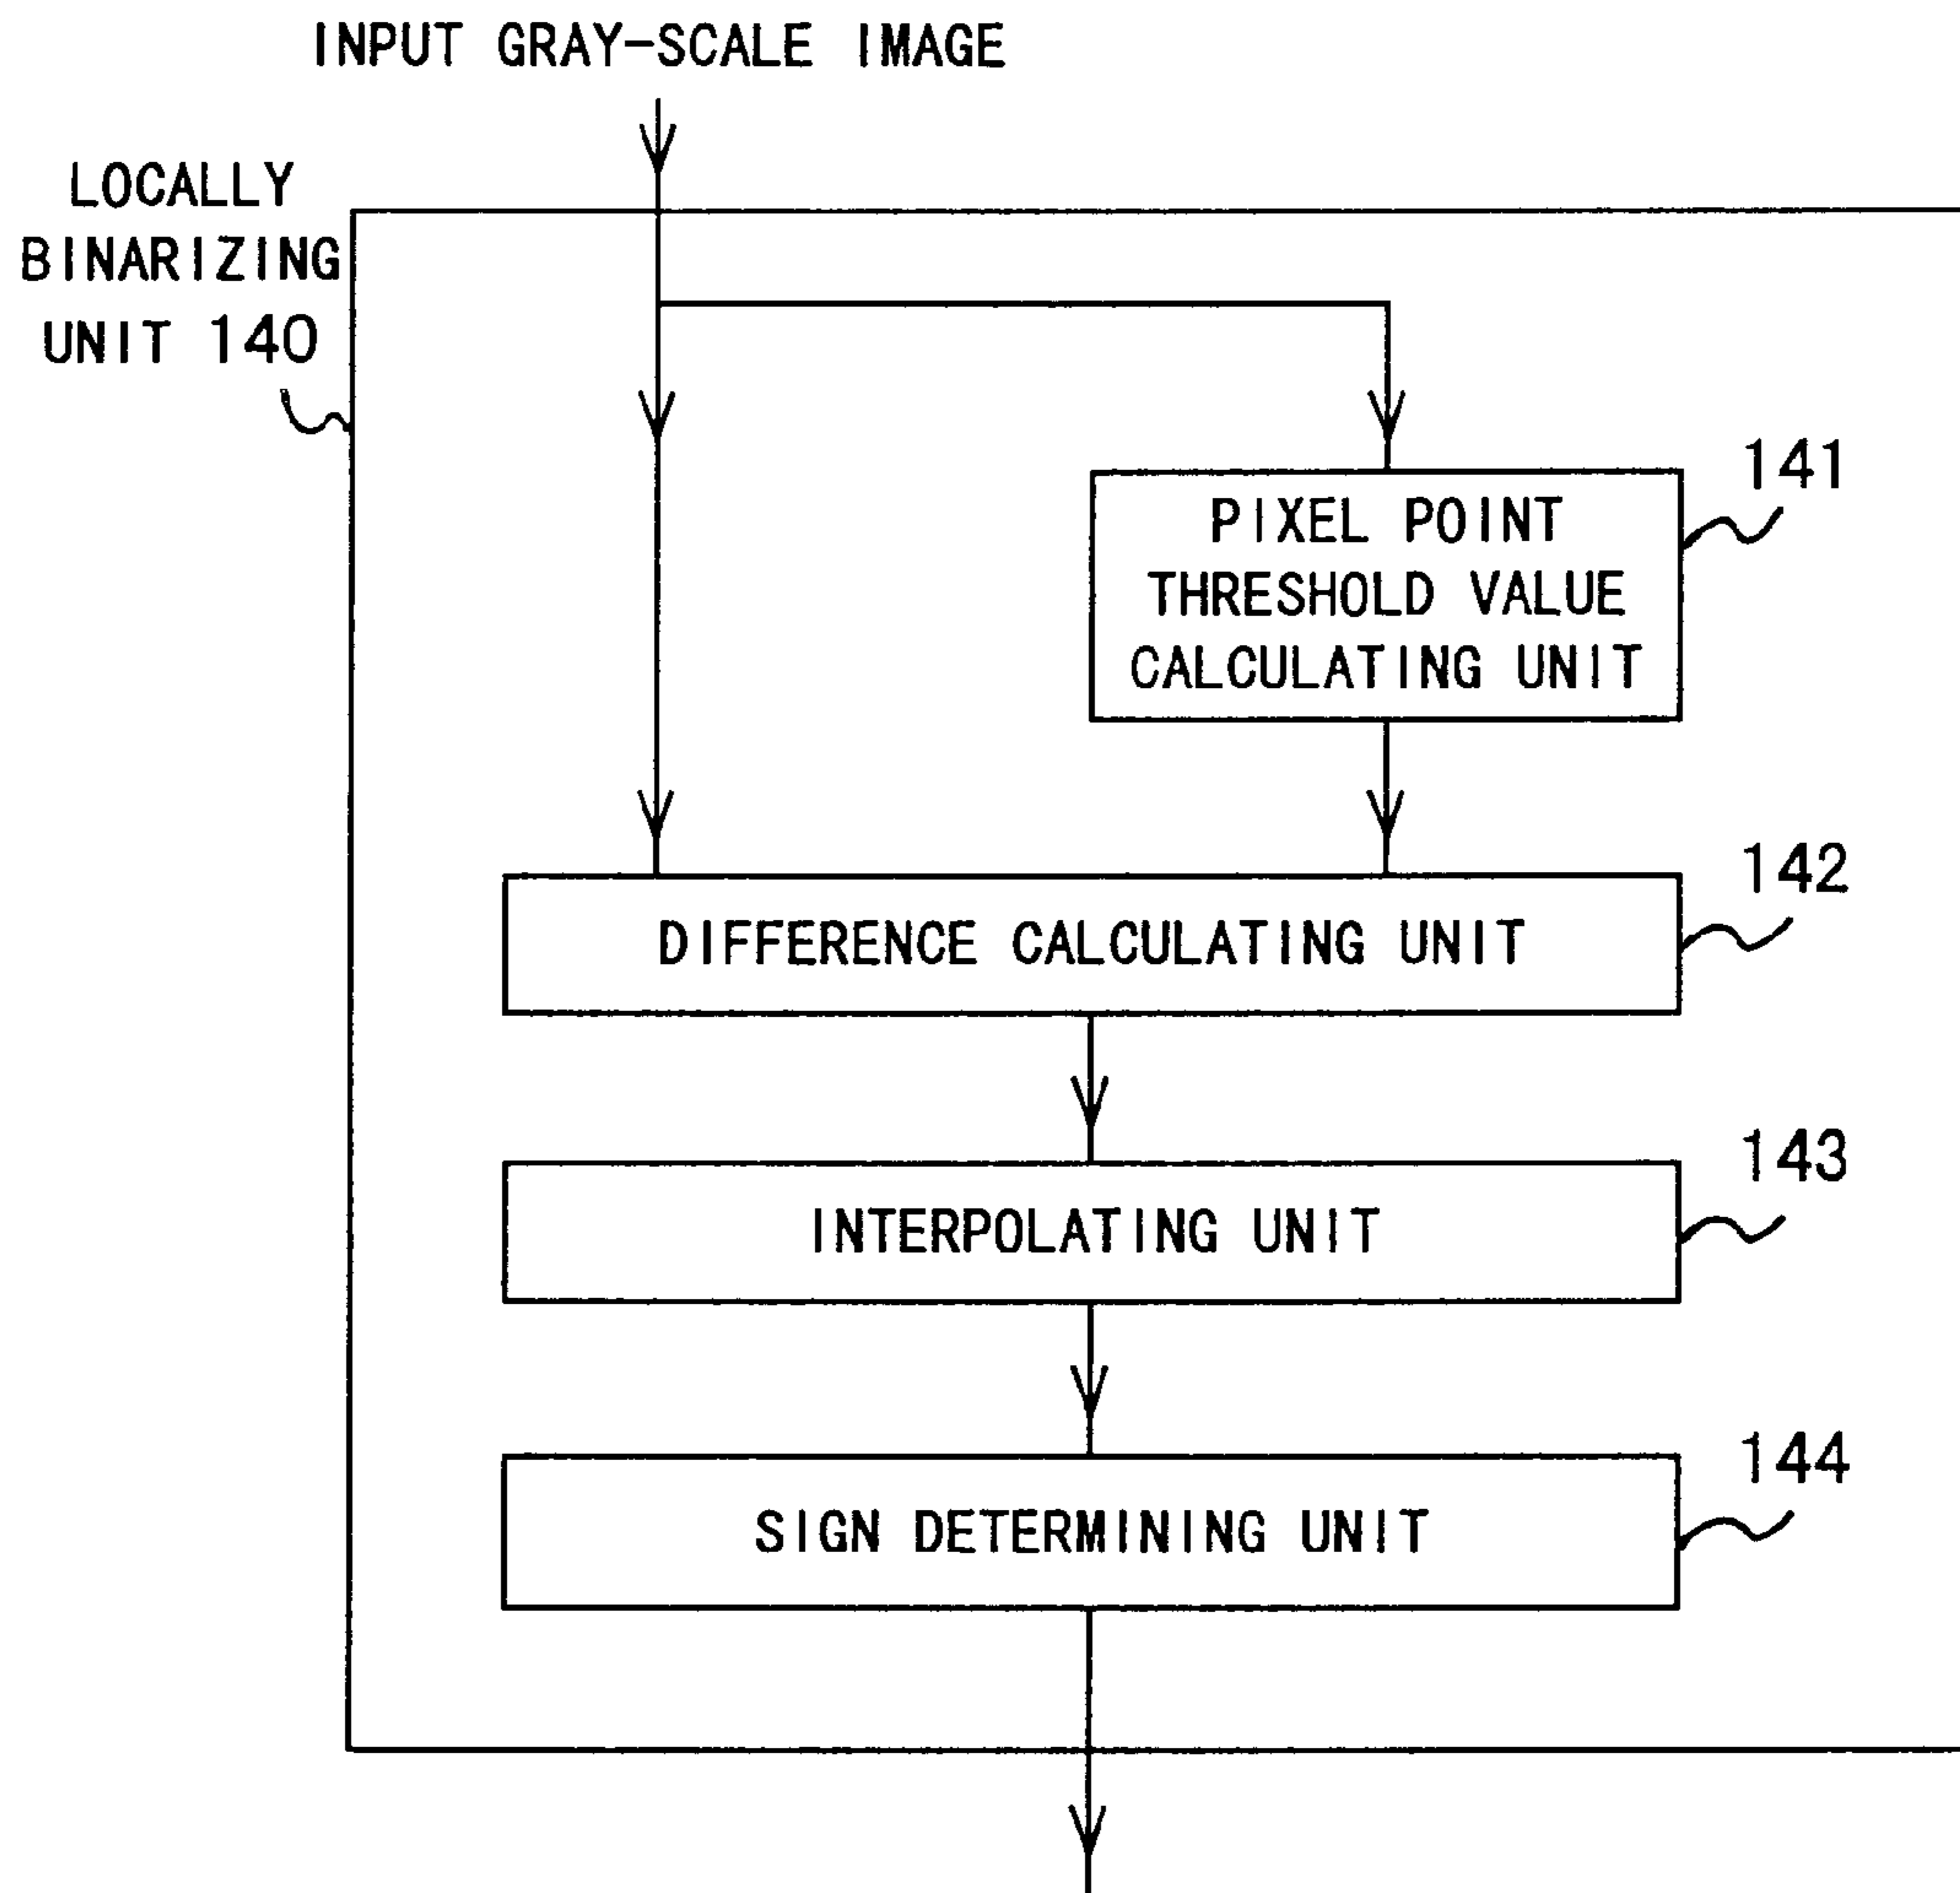 INPUT GRAY-SCALE IMAGE
LOCALLY
BINARIZING
UNIT 140
141
PIXEL POINT
THRESHOLD VALUE
CALCULATING UNIT
142
DIFFERENCE CALCULATING UNIT
143
INTERPOLATING UNIT
144
SIGN DETERMINING UNIT